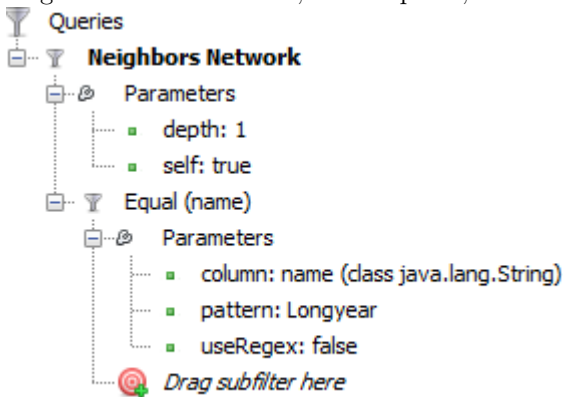 Queries
Neighbors Network
Parameters
depth: 1
self: true
Equal (name)
Parameters
column: name (class java.lang.String)
pattern: Longyear
useRegex: false
Drag subfilter here